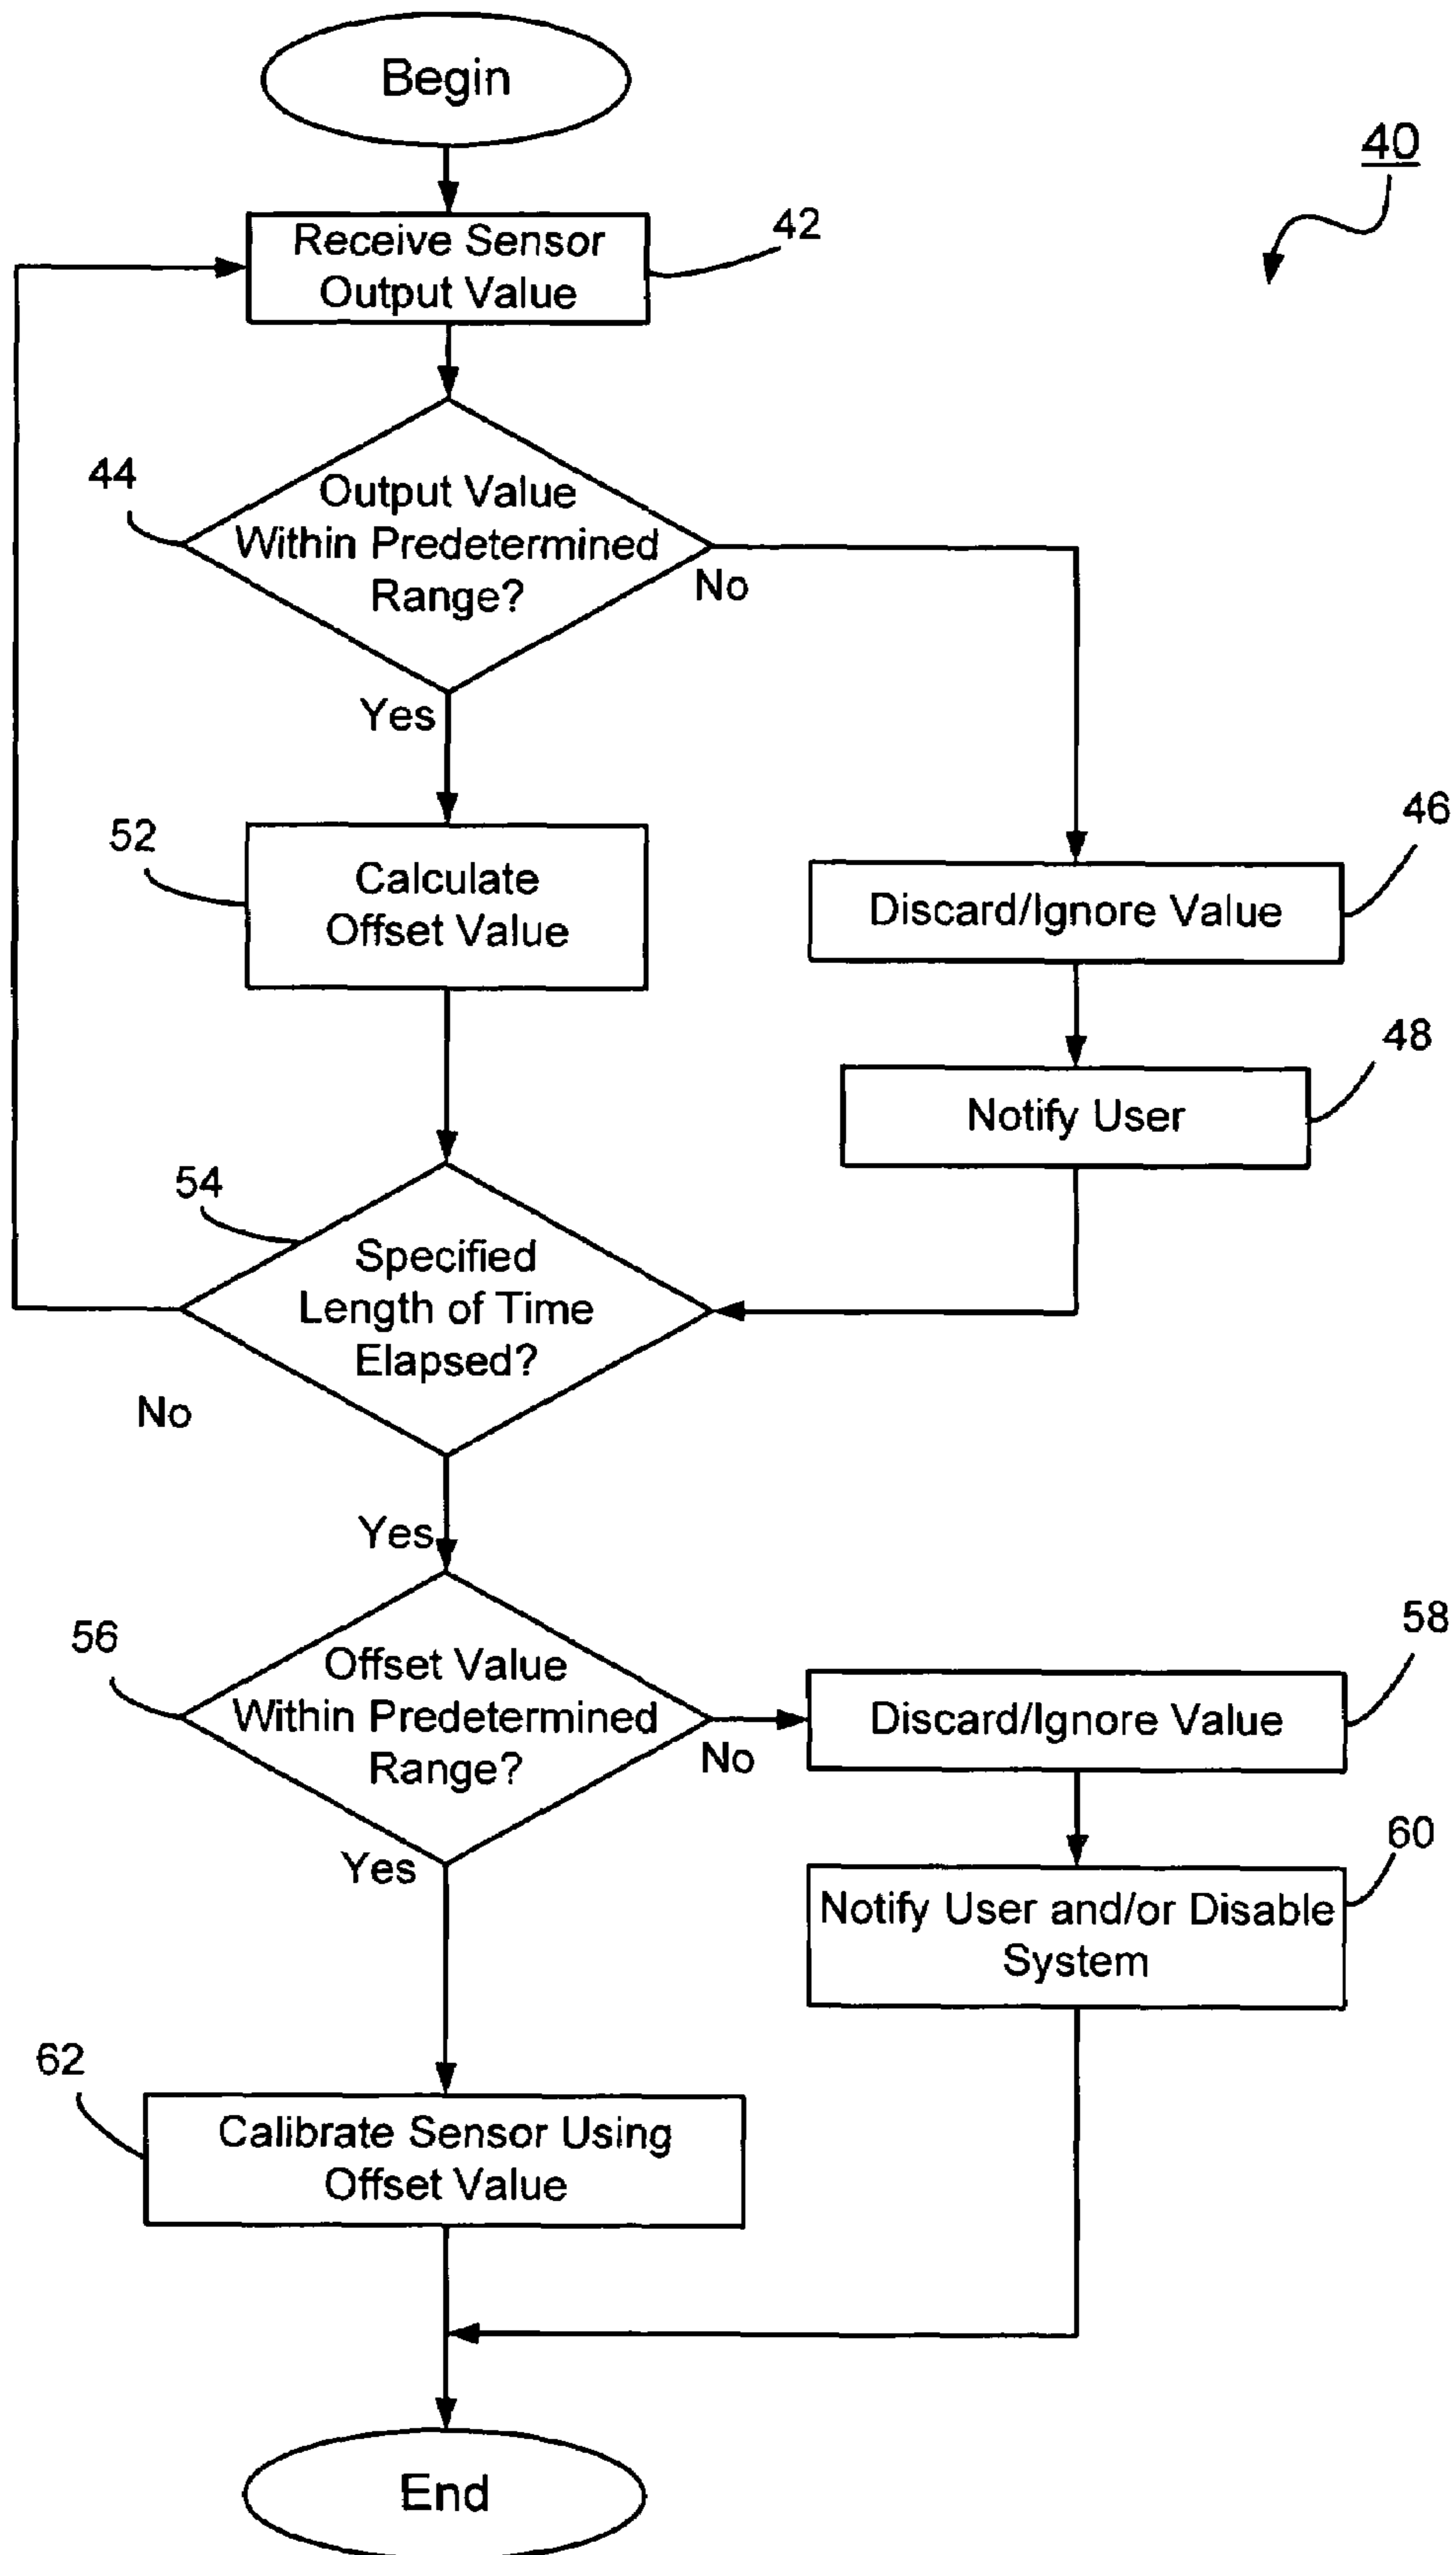 Begin
40
Receive Sensor
Output Value
42
44
Output Value
Within Predetermined
Range?
No
Yes
52
Calculate
Offset Value
46
Discard/Ignore Value
48
Notify User
54
Specified
Length of Time
Elapsed?
No
Yes
56
Offset Value
Within Predetermined
Range?
No
Yes
58
Discard/Ignore Value
60
Notify User and/or Disable
System
62
Calibrate Sensor Using
Offset Value
End